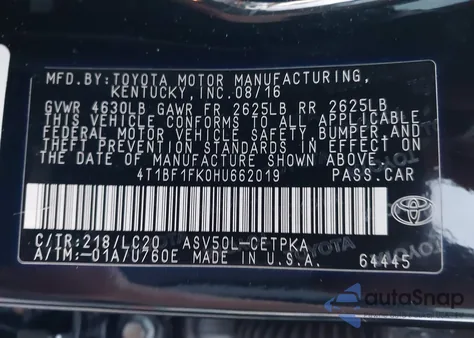 MFD.BY:TOYOTA MOTOR MANUFACTURING,
KENTUCKY,INC.08/16
GVWR 4630LB GAWR FR 2625LB RR 2625LB
THIS VEHICLE CONFORMS TO ALL APPLICABLE
FEDERAL MOTOR VEHICLE SAFETY,BUMPER,AND
THEFT PREVENTION STANDARDS IN EFFECT ON
THE DATE OF MANUFACTURE SHOWN ABOVE.
4T1BF1FK0HU662019 PASS.CAR
C/TR:218/LC20 ASV50L-CETPKA
A/TM:-01A/U760E MADE IN U.S.A. 64445
TOYOTA
autoSnap